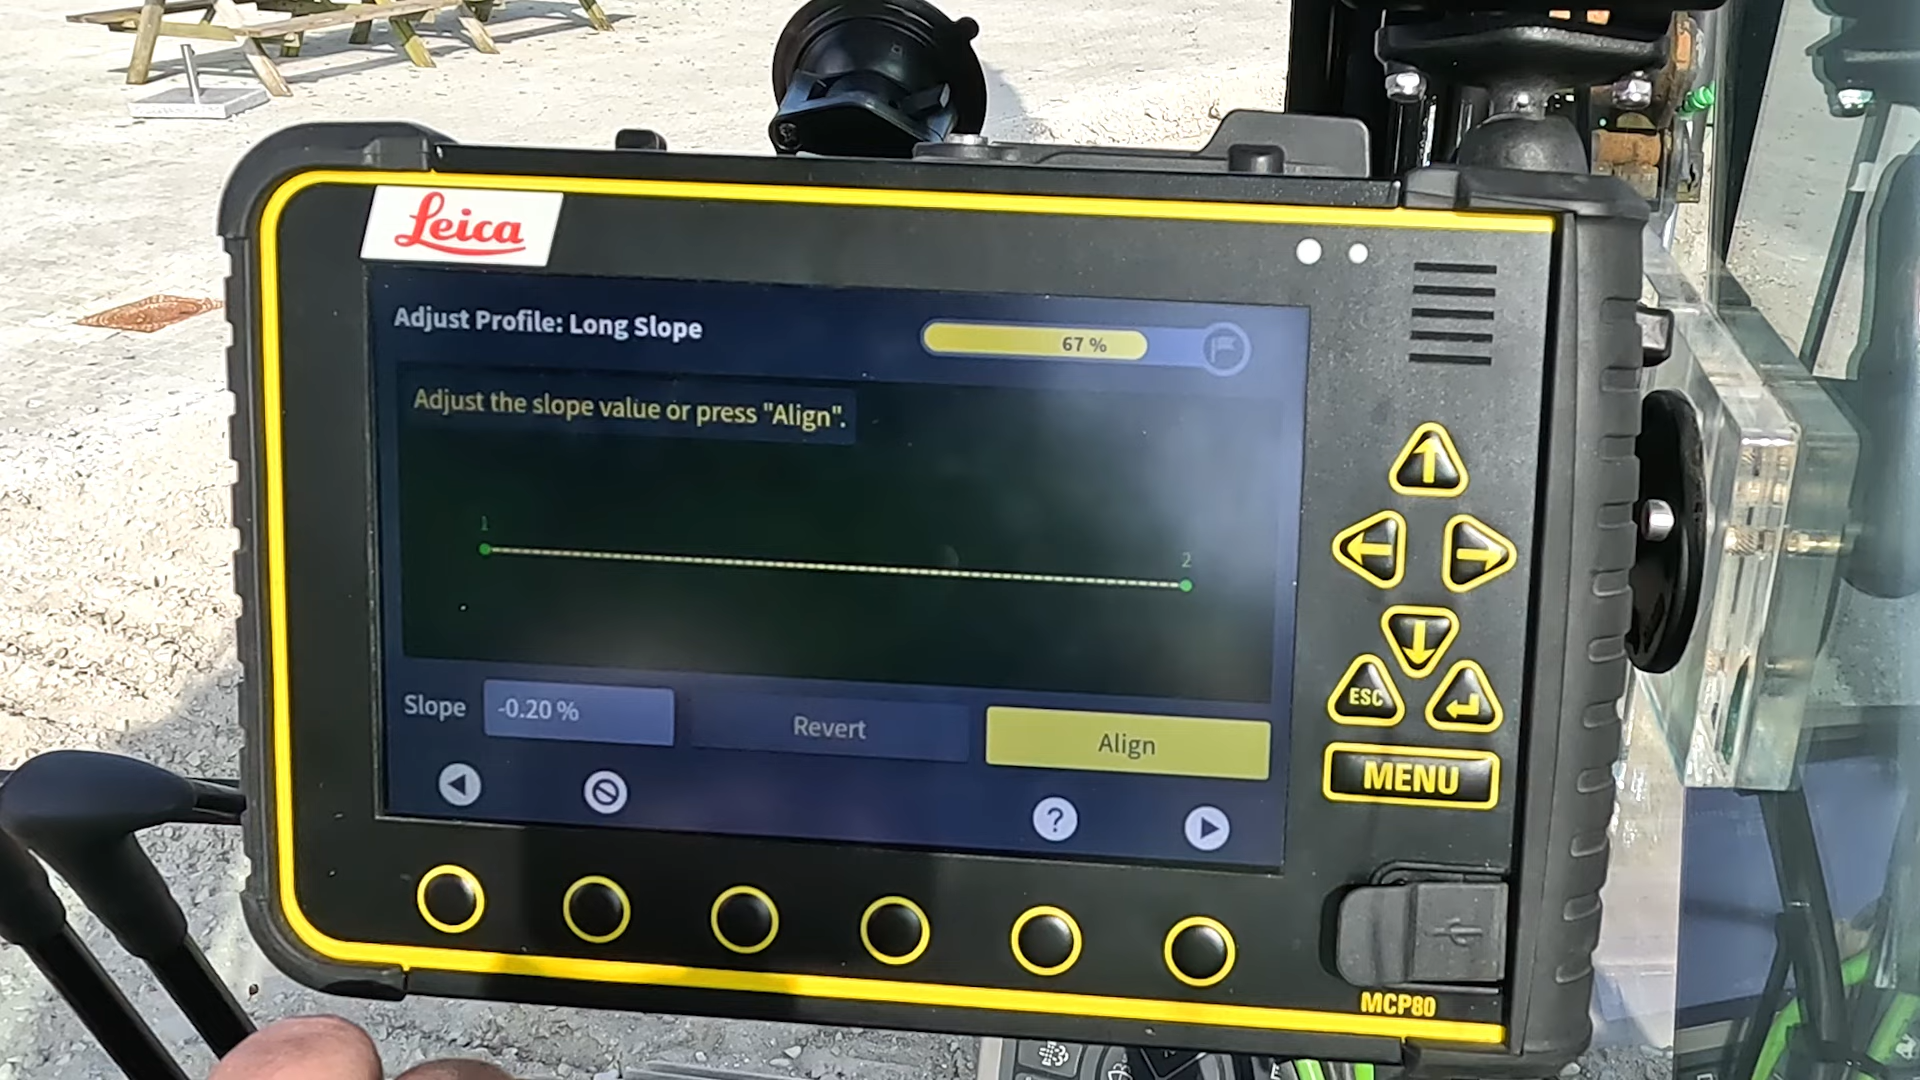 Leica
Adjust Profile: Long Slope
67 %
Adjust the slope value or press "Align".
1
2
Slope
-0.20 %
Revert
Align
?
ESC
MENU
MCP80